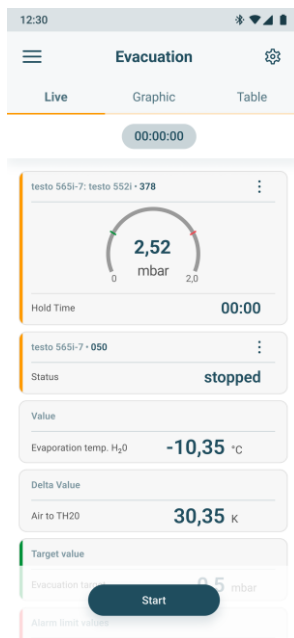 12:30
Evacuation
Live Graphic Table
00:00:00
testo 565i-7: testo 552i • 378
2,52
mbar
0 2,0
Hold Time 00:00
testo 565i-7 • 050
Status stopped
Value
Evaporation temp. H₂0 -10,35 °C
Delta Value
Air to TH20 30,35 K
Target value
Evacuation target 0,5 mbar
Start
Alarm limit values